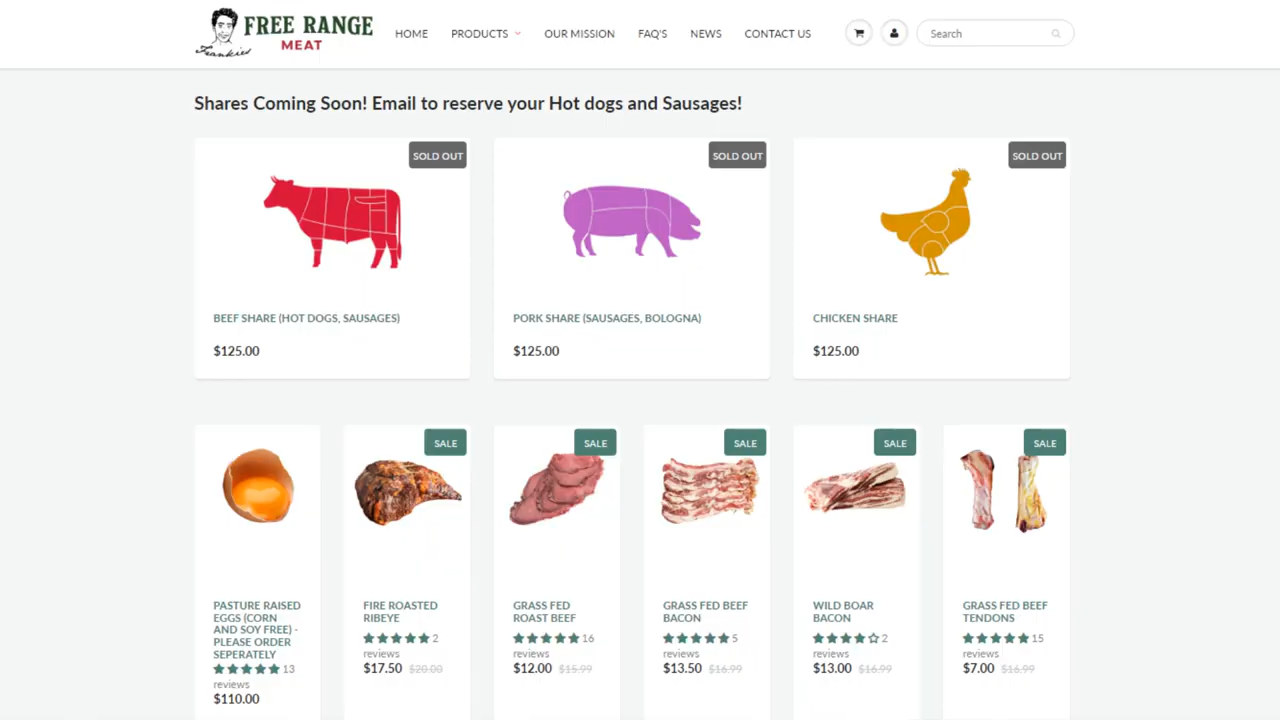 FREE RANGE
MEAT
Frankies
HOME
PRODUCTS
OUR MISSION
FAQ'S
NEWS
CONTACT US
Search
Shares Coming Soon! Email to reserve your Hot dogs and Sausages!
SOLD OUT
BEEF SHARE (HOT DOGS, SAUSAGES)
$125.00
SOLD OUT
PORK SHARE (SAUSAGES, BOLOGNA)
$125.00
SOLD OUT
CHICKEN SHARE
$125.00
PASTURE RAISED
EGGS (CORN
AND SOY FREE) -
PLEASE ORDER
SEPERATELY
13
reviews
$110.00
SALE
FIRE ROASTED
RIBEYE
2
reviews
$17.50 $20.00
SALE
GRASS FED
ROAST BEEF
16
reviews
$12.00 $15.99
SALE
GRASS FED BEEF
BACON
5
reviews
$13.50 $16.99
SALE
WILD BOAR
BACON
2
reviews
$13.00 $16.99
SALE
GRASS FED BEEF
TENDONS
15
reviews
$7.00 $16.99